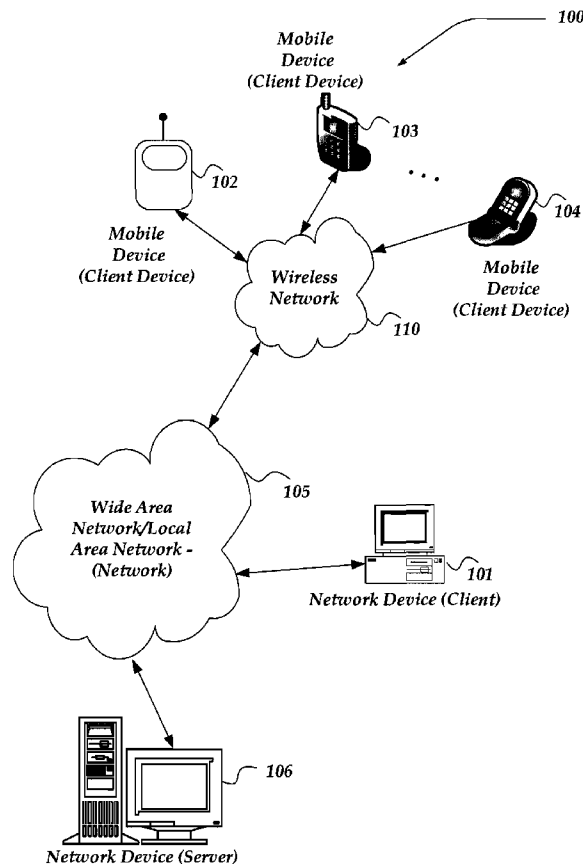 100
Mobile
Device
(Client Device)
103
102
104
Mobile
Device
(Client Device)
Mobile
Device
(Client Device)
Wireless
Network
110
105
Wide Area
Network/Local
Area Network -
(Network)
101
Network Device (Client)
106
Network Device (Server)